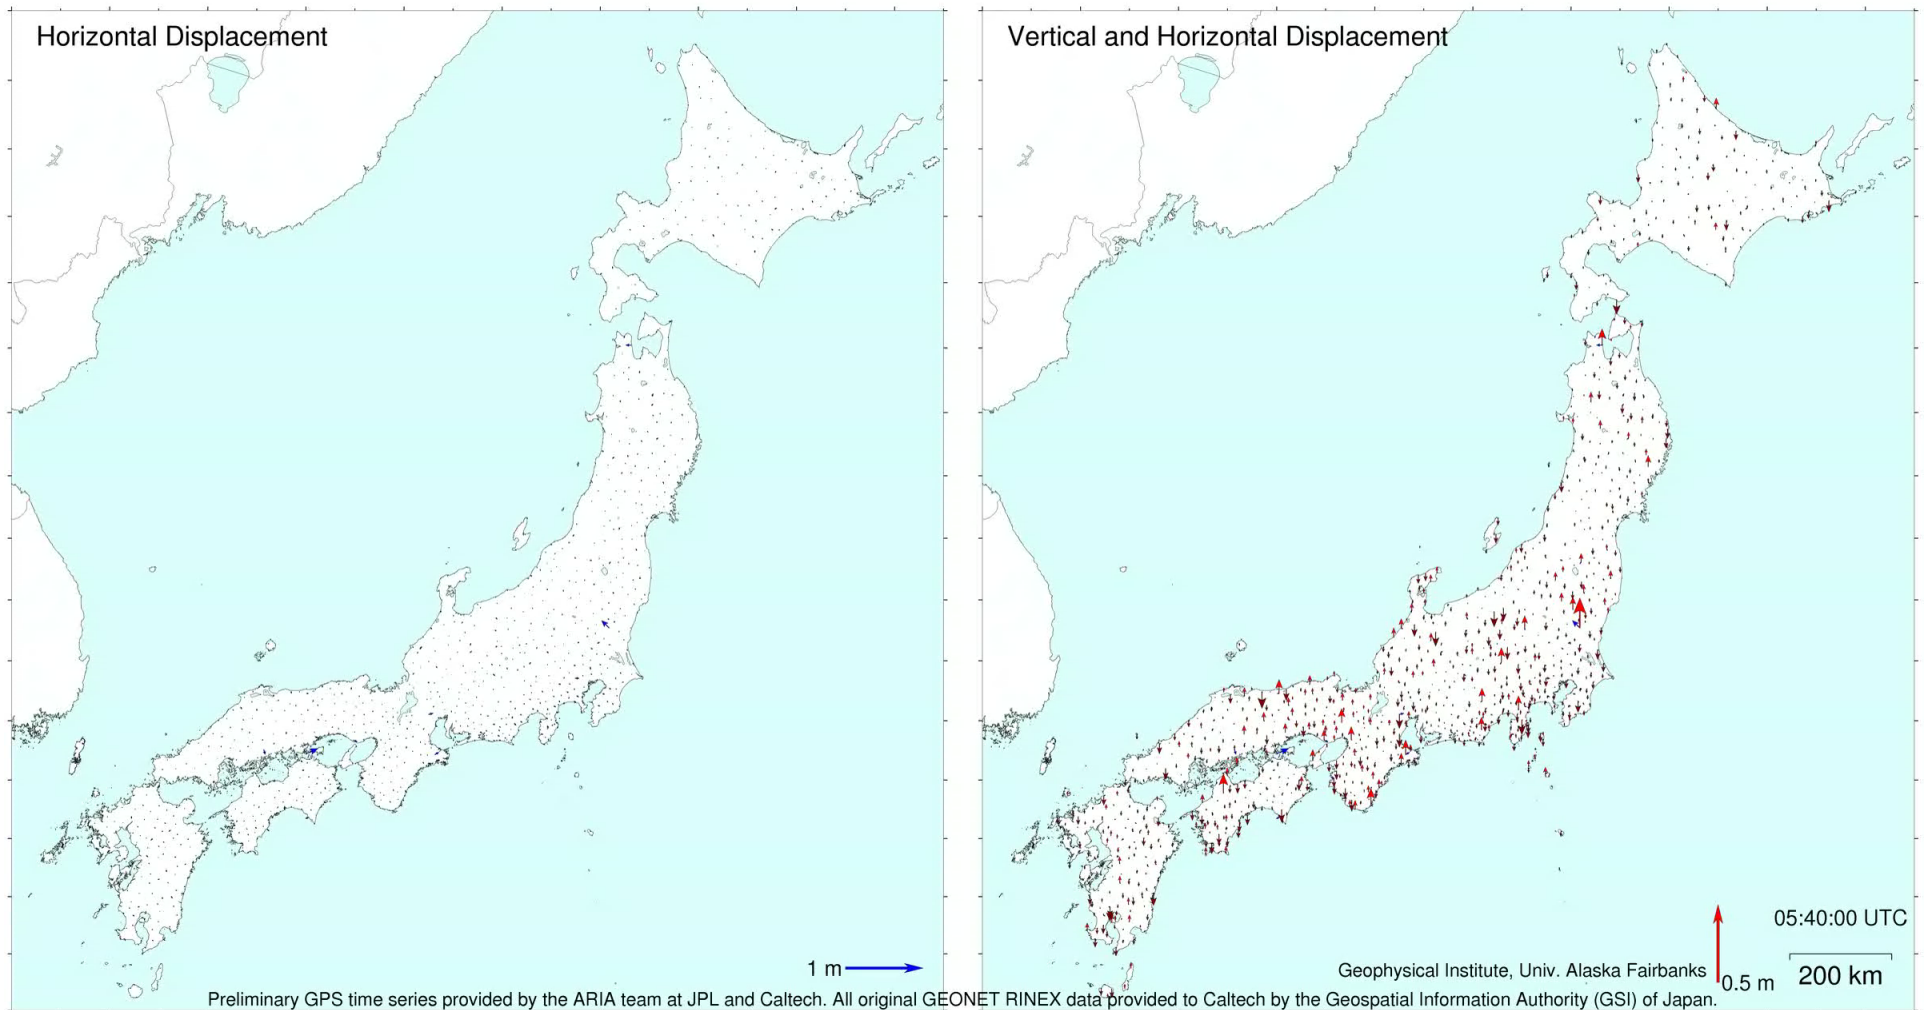 Horizontal Displacement
Vertical and Horizontal Displacement
1 m
05:40:00 UTC
Geophysical Institute, Univ. Alaska Fairbanks
0.5 m
200 km
Preliminary GPS time series provided by the ARIA team at JPL and Caltech. All original GEONET RINEX data provided to Caltech by the Geospatial Information Authority (GSI) of Japan.